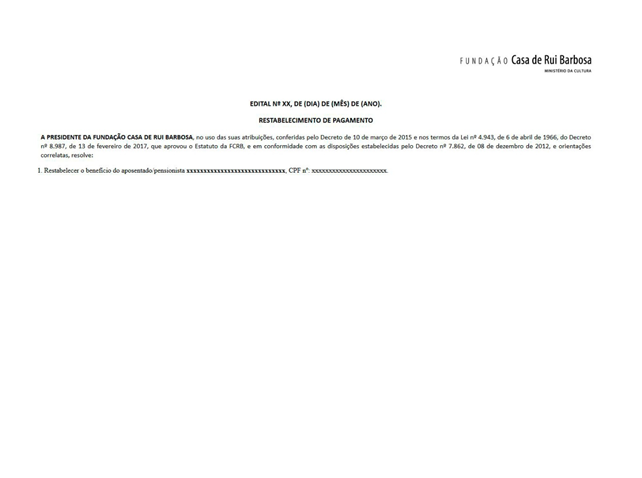 FUNDAÇÃO Casa de Rui Barbosa
MINISTÉRIO DA CULTURA
EDITAL Nº XX, DE (DIA) DE (MÊS) DE (ANO).
RESTABELECIMENTO DE PAGAMENTO
A PRESIDENTE DA FUNDAÇÃO CASA DE RUI BARBOSA, no uso das suas atribuições, conferidas pelo Decreto de 10 de março de 2015 e nos termos da Lei nº 4.943, de 6 de abril de 1966, do Decreto
nº 8.987, de 13 de fevereiro de 2017, que aprovou o Estatuto da FCRB, e em conformidade com as disposições estabelecidas pelo Decreto nº 7.862, de 08 de dezembro de 2012, e orientações
correlatas, resolve:
1. Restabelecer o benefício do aposentado/pensionista xxxxxxxxxxxxxxxxxxxxxxxxxxxxx, CPF nº: xxxxxxxxxxxxxxxxxxxxxx.